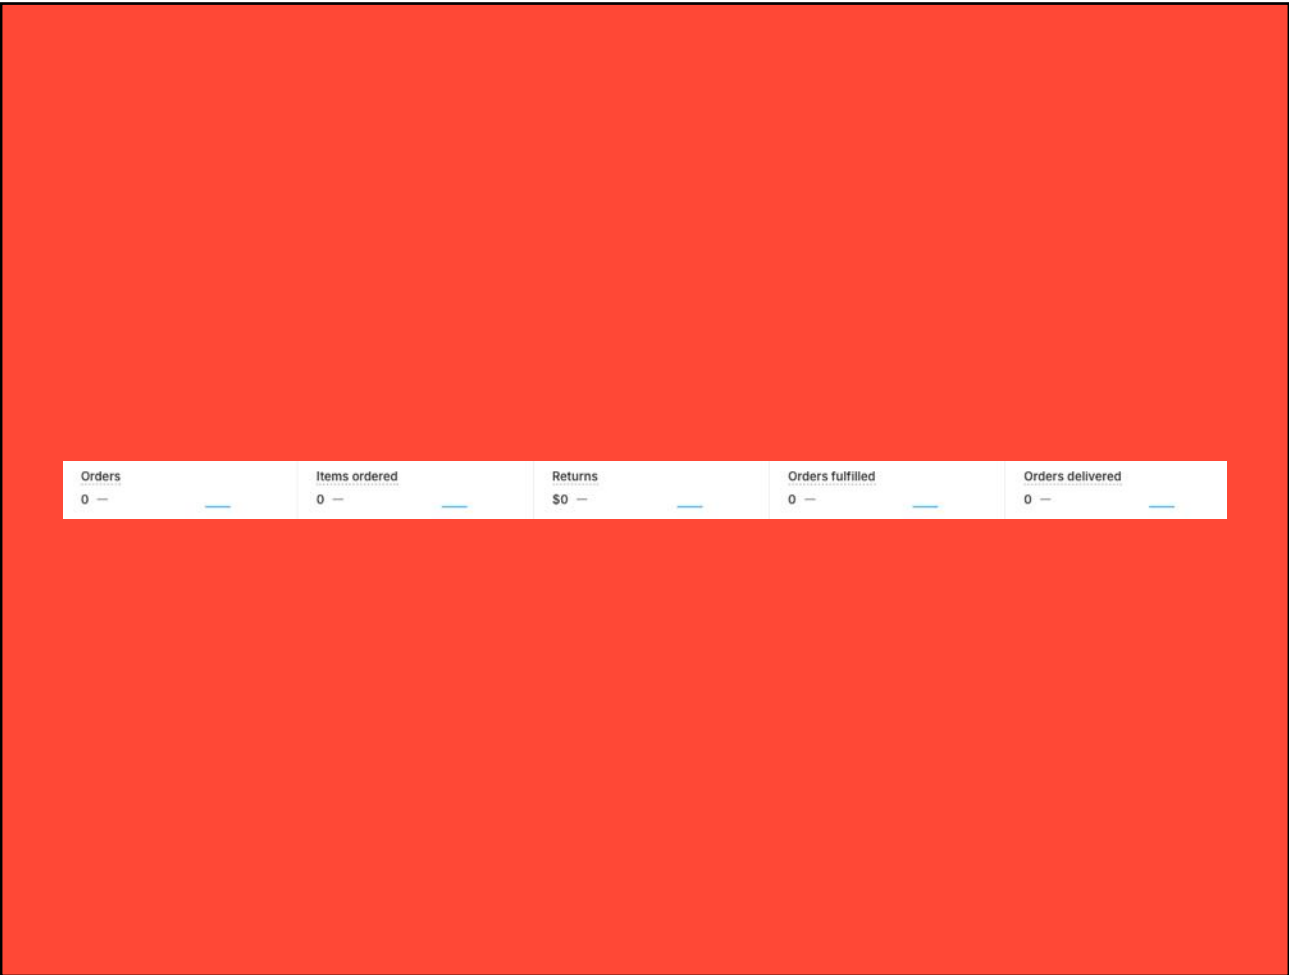 Orders
0 —
Items ordered
0 —
Returns
$0 —
Orders fulfilled
0 —
Orders delivered
0 —